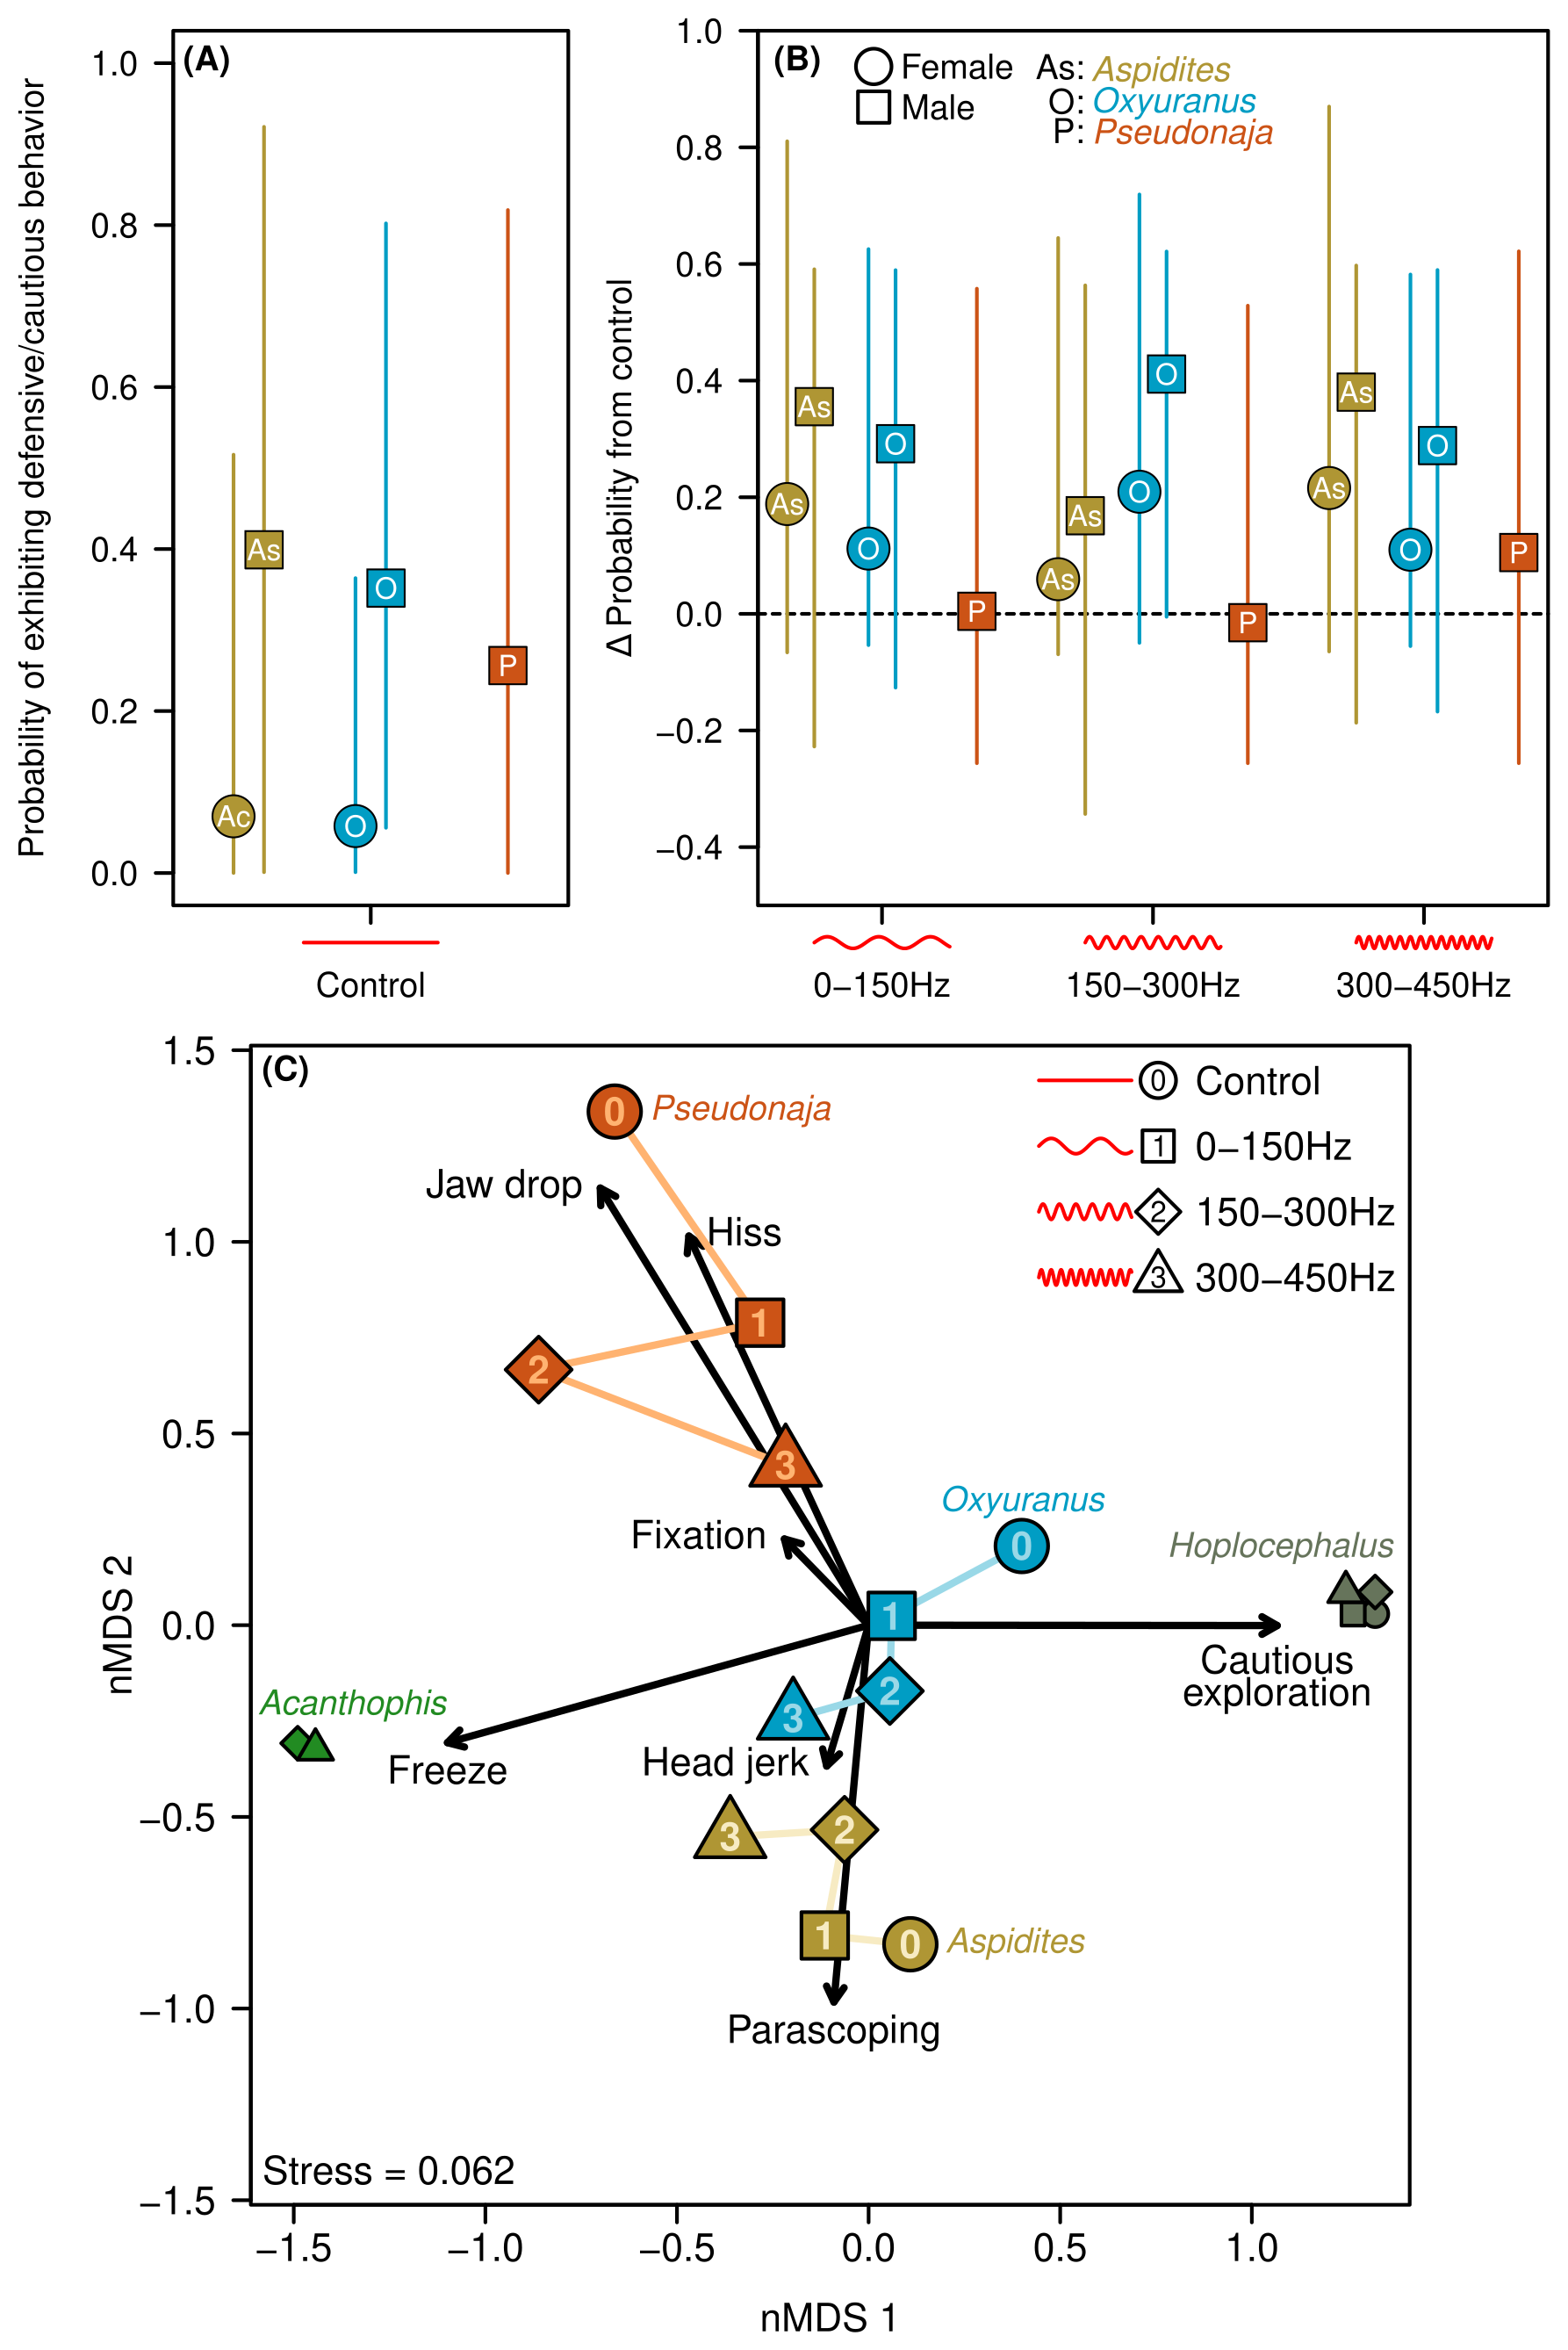 (A)
Probability of exhibiting defensive/cautious behavior
1.0
0.8
0.6
0.4
0.2
0.0
Ac
As
O
O
P
Control
(B)
Female
Male
As: Aspidites
O: Oxyuranus
P: Pseudonaja
Δ Probability from control
1.0
0.8
0.6
0.4
0.2
0.0
−0.2
−0.4
As
As
O
O
P
As
As
O
O
P
As
As
O
O
P
0−150Hz
150−300Hz
300−450Hz
(C)
0 Control
1 0−150Hz
2 150−300Hz
3 300−450Hz
nMDS 2
1.5
1.0
0.5
0.0
−0.5
−1.0
−1.5
0 Pseudonaja
Jaw drop
Hiss
1
2
3
Fixation
Oxyuranus
0
Hoplocephalus
1
Cautious
exploration
Acanthophis
2
3
Head jerk
Freeze
3
2
1
0 Aspidites
Parascoping
Stress = 0.062
−1.5
−1.0
−0.5
0.0
0.5
1.0
nMDS 1